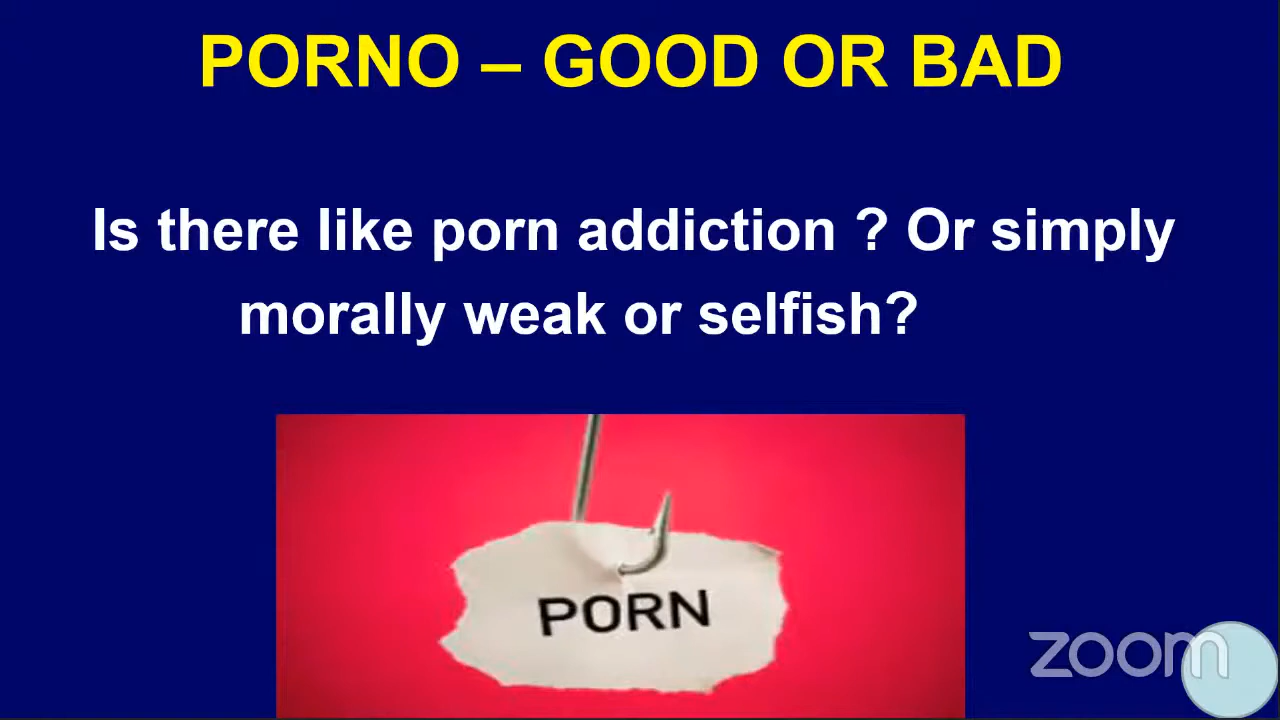 PORNO – GOOD OR BAD
Is there like porn addiction ? Or simply
morally weak or selfish?
PORN
zoom